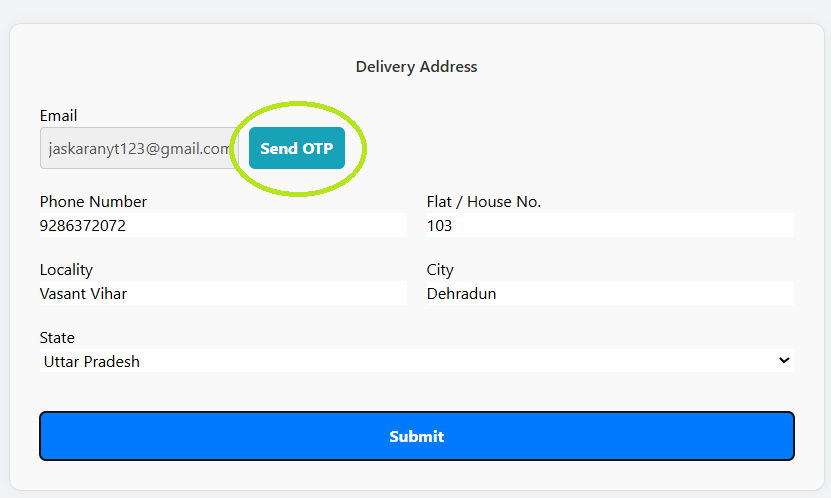 Delivery Address
Email
jaskaranyt123@gmail.com
Send OTP
Phone Number
Flat / House No.
9286372072
103
Locality
City
Vasant Vihar
Dehradun
State
Uttar Pradesh
Submit